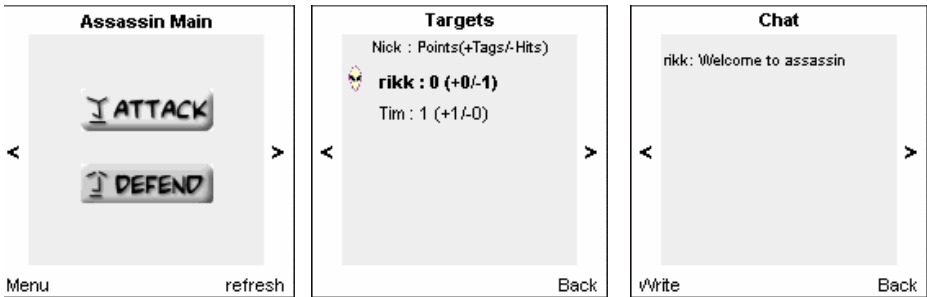 Assassin Main
ATTACK
< >
DEFEND
Menu refresh
Targets
Nick : Points(+Tags/-Hits)
rikk : 0 (+0/-1)
Tim : 1 (+1/-0)
< >
Back
Chat
rikk: Welcome to assassin
< >
Write Back